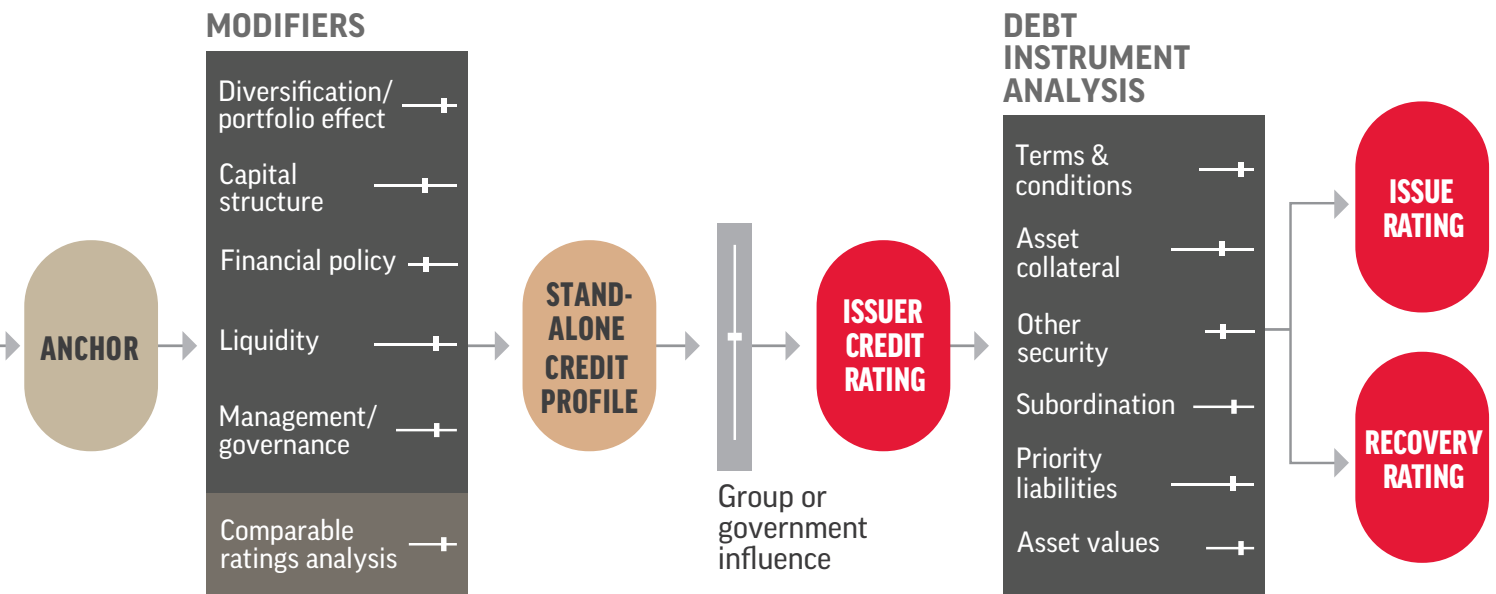 MODIFIERS
Diversification/
portfolio effect
Capital
structure
Financial policy
Liquidity
Management/
governance
Comparable
ratings analysis
ANCHOR
STAND-
ALONE
CREDIT
PROFILE
Group or
government
influence
ISSUER
CREDIT
RATING
DEBT
INSTRUMENT
ANALYSIS
Terms &
conditions
Asset
collateral
Other
security
Subordination
Priority
liabilities
Asset values
ISSUE
RATING
RECOVERY
RATING